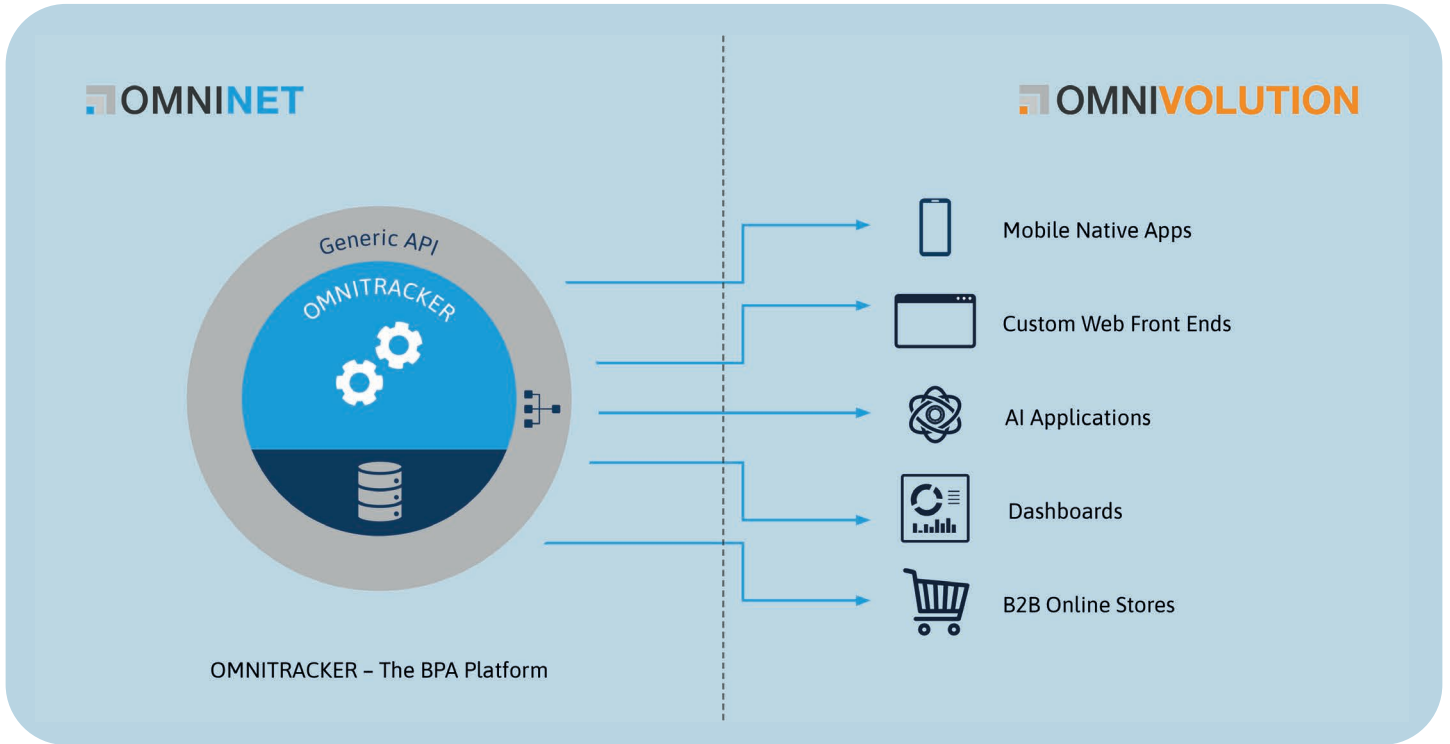 OMNINET
OMNIVOLUTION
Generic API
OMNITRACKER
Mobile Native Apps
Custom Web Front Ends
AI Applications
Dashboards
B2B Online Stores
OMNITRACKER – The BPA Platform